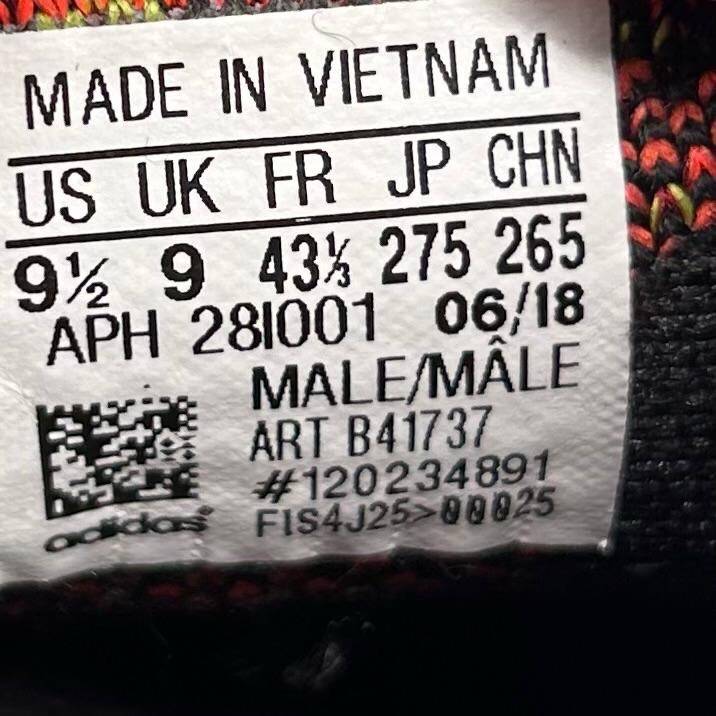 MADE IN VIETNAM
US UK FR JP CHN
9½ 9 43⅓ 275 265
APH 28I001 06/18
MALE/MÂLE
ART B41737
#120234891
FIS4J25>00025
adidas